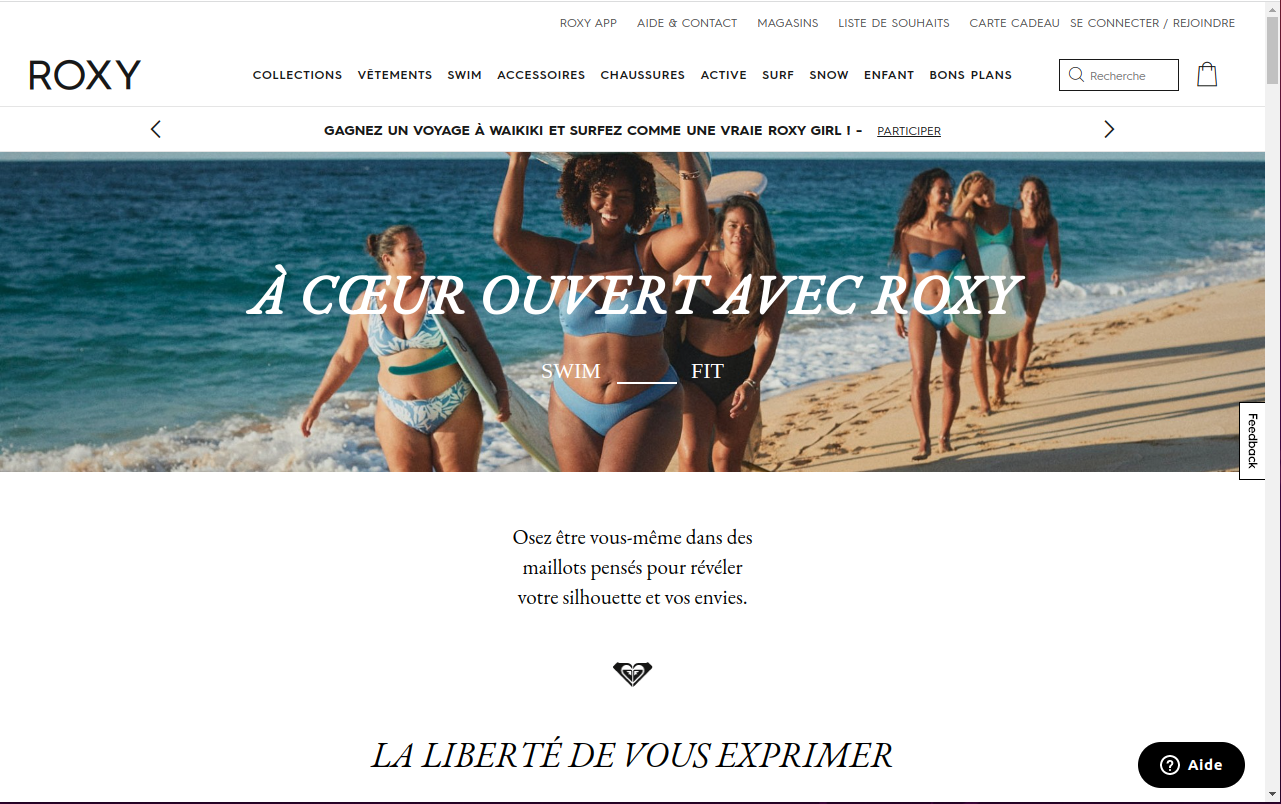 ROXY APP AIDE & CONTACT MAGASINS LISTE DE SOUHAITS CARTE CADEAU SE CONNECTER / REJOINDRE
ROXY COLLECTIONS VÊTEMENTS SWIM ACCESSOIRES CHAUSSURES ACTIVE SURF SNOW ENFANT BONS PLANS Recherche
GAGNEZ UN VOYAGE À WAIKIKI ET SURFEZ COMME UNE VRAIE ROXY GIRL ! - PARTICIPER
À CŒUR OUVERT AVEC ROXY
SWIM FIT
Feedback
Osez être vous-même dans des
maillots pensés pour révéler
votre silhouette et vos envies.
LA LIBERTÉ DE VOUS EXPRIMER
Aide